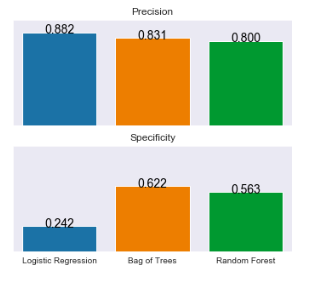 Precision
0.882 0.831 0.800
Specificity
0.242 0.622 0.563
Logistic Regression Bag of Trees Random Forest